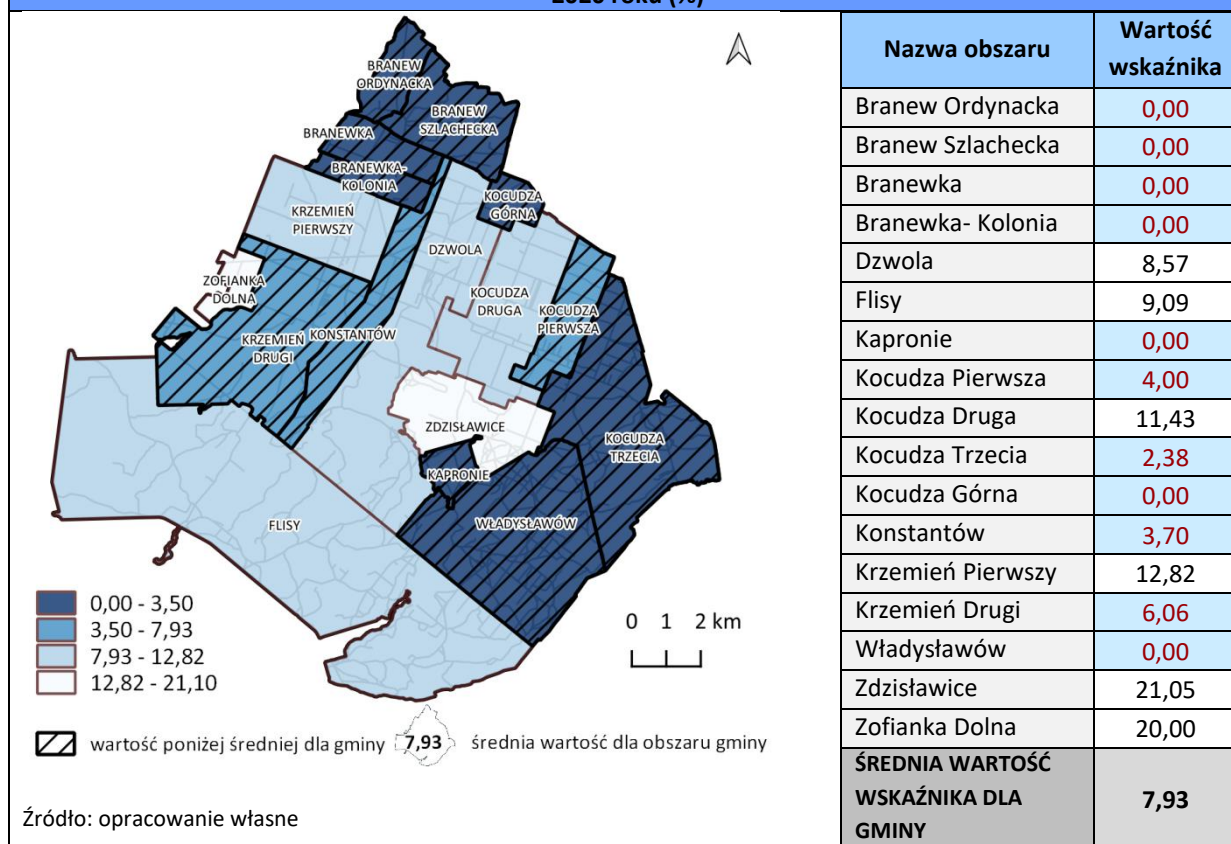 BRANEW
ORDYNACKA
BRANEW
SZLACHECKA
BRANEWKA
BRANEWKA-
KOLONIA
KOCUDZA
GÓRNA
KRZEMIEŃ
PIERWSZY
DZWOLA
ZOFIANKA
DOLNA
KOCUDZA
DRUGA
KOCUDZA
PIERWSZA
KRZEMIEŃ
DRUGI
KONSTANTÓW
ZDZISŁAWICE
KOCUDZA
TRZECIA
KAPRONIE
FLISY
WŁADYSŁAWÓW
0,00 - 3,50
3,50 - 7,93
7,93 - 12,82
12,82 - 21,10
0 1 2 km
wartość poniżej średniej dla gminy
7,93 średnia wartość dla obszaru gminy
Źródło: opracowanie własne
Nazwa obszaru Wartość
wskaźnika
Branew Ordynacka 0,00
Branew Szlachecka 0,00
Branewka 0,00
Branewka- Kolonia 0,00
Dzwola 8,57
Flisy 9,09
Kapronie 0,00
Kocudza Pierwsza 4,00
Kocudza Druga 11,43
Kocudza Trzecia 2,38
Kocudza Górna 0,00
Konstantów 3,70
Krzemień Pierwszy 12,82
Krzemień Drugi 6,06
Władysławów 0,00
Zdzisławice 21,05
Zofianka Dolna 20,00
ŚREDNIA WARTOŚĆ
WSKAŹNIKA DLA 7,93
GMINY